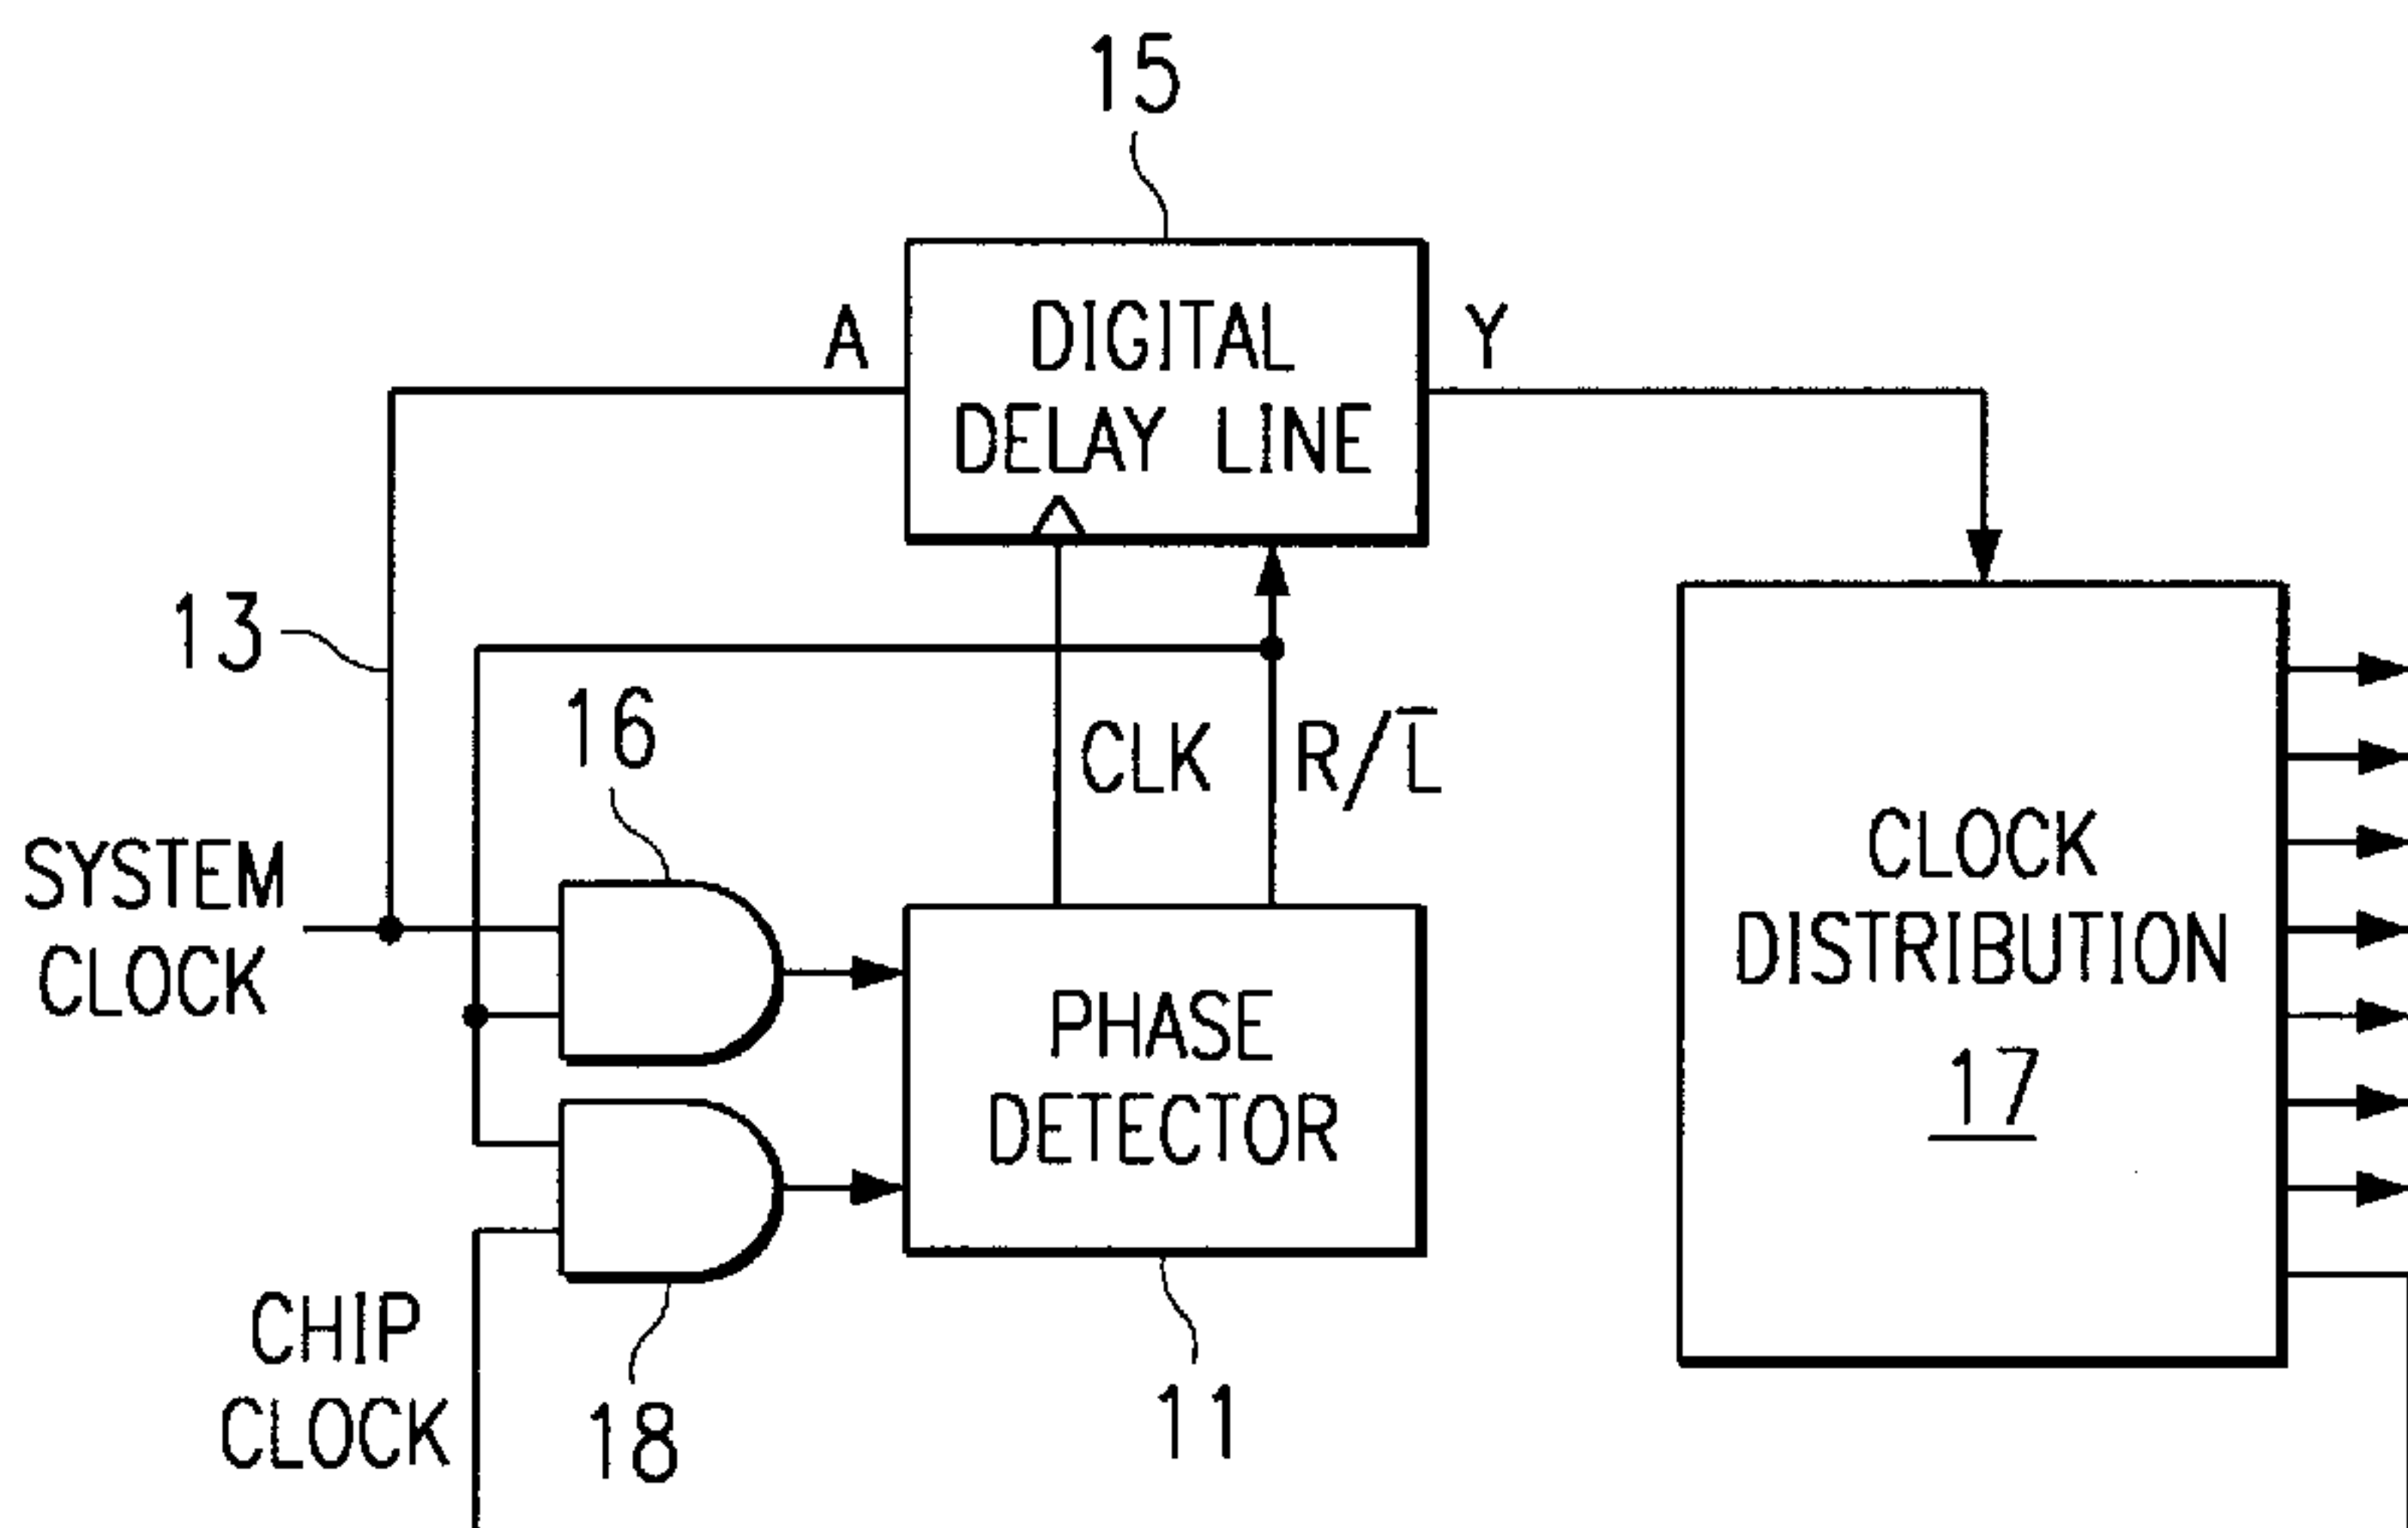 15
A
DIGITAL
DELAY LINE
Y
13
16
CLK
R/L̅
SYSTEM
CLOCK
CLOCK
DISTRIBUTION
17
PHASE
DETECTOR
CHIP
CLOCK
18
11